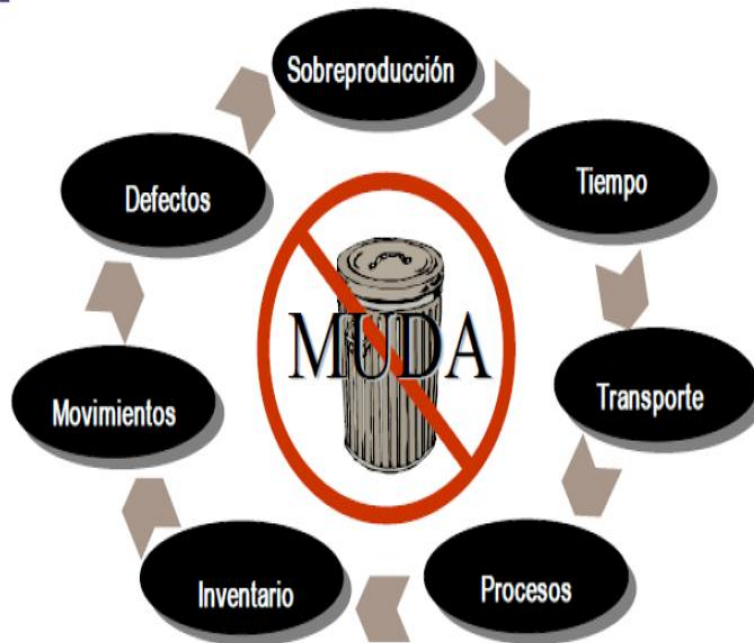 Sobreproducción
Tiempo
Transporte
Procesos
Inventario
Movimientos
Defectos
MUDA